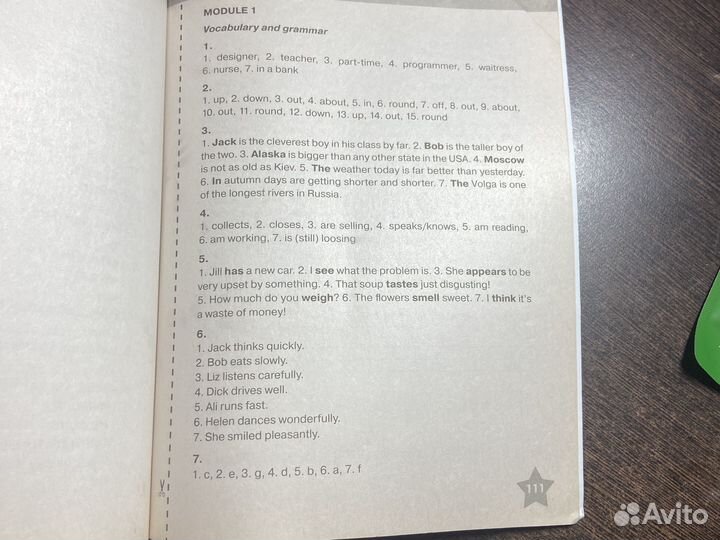 MODULE 1
Vocabulary and grammar
1.
1. designer, 2. teacher, 3. part-time, 4. programmer, 5. waitress,
6. nurse, 7. in a bank
2.
1. up, 2. down, 3. out, 4. about, 5. in, 6. round, 7. off, 8. out, 9. about,
10. out, 11. round, 12. down, 13. up, 14. out, 15. round
3.
1. Jack is the cleverest boy in his class by far. 2. Bob is the taller boy of
the two. 3. Alaska is bigger than any other state in the USA. 4. Moscow
is not as old as Kiev. 5. The weather today is far better than yesterday.
6. In autumn days are getting shorter and shorter. 7. The Volga is one
of the longest rivers in Russia.
4.
1. collects, 2. closes, 3. are selling, 4. speaks/knows, 5. am reading,
6. am working, 7. is (still) loosing
5.
1. Jill has a new car. 2. I see what the problem is. 3. She appears to be
very upset by something. 4. That soup tastes just disgusting!
5. How much do you weigh? 6. The flowers smell sweet. 7. I think it's
a waste of money!
6.
1. Jack thinks quickly.
2. Bob eats slowly.
3. Liz listens carefully.
4. Dick drives well.
5. Ali runs fast.
6. Helen dances wonderfully.
7. She smiled pleasantly.
7.
1. c, 2. e, 3. g, 4. d, 5. b, 6. a, 7. f
111
Avito